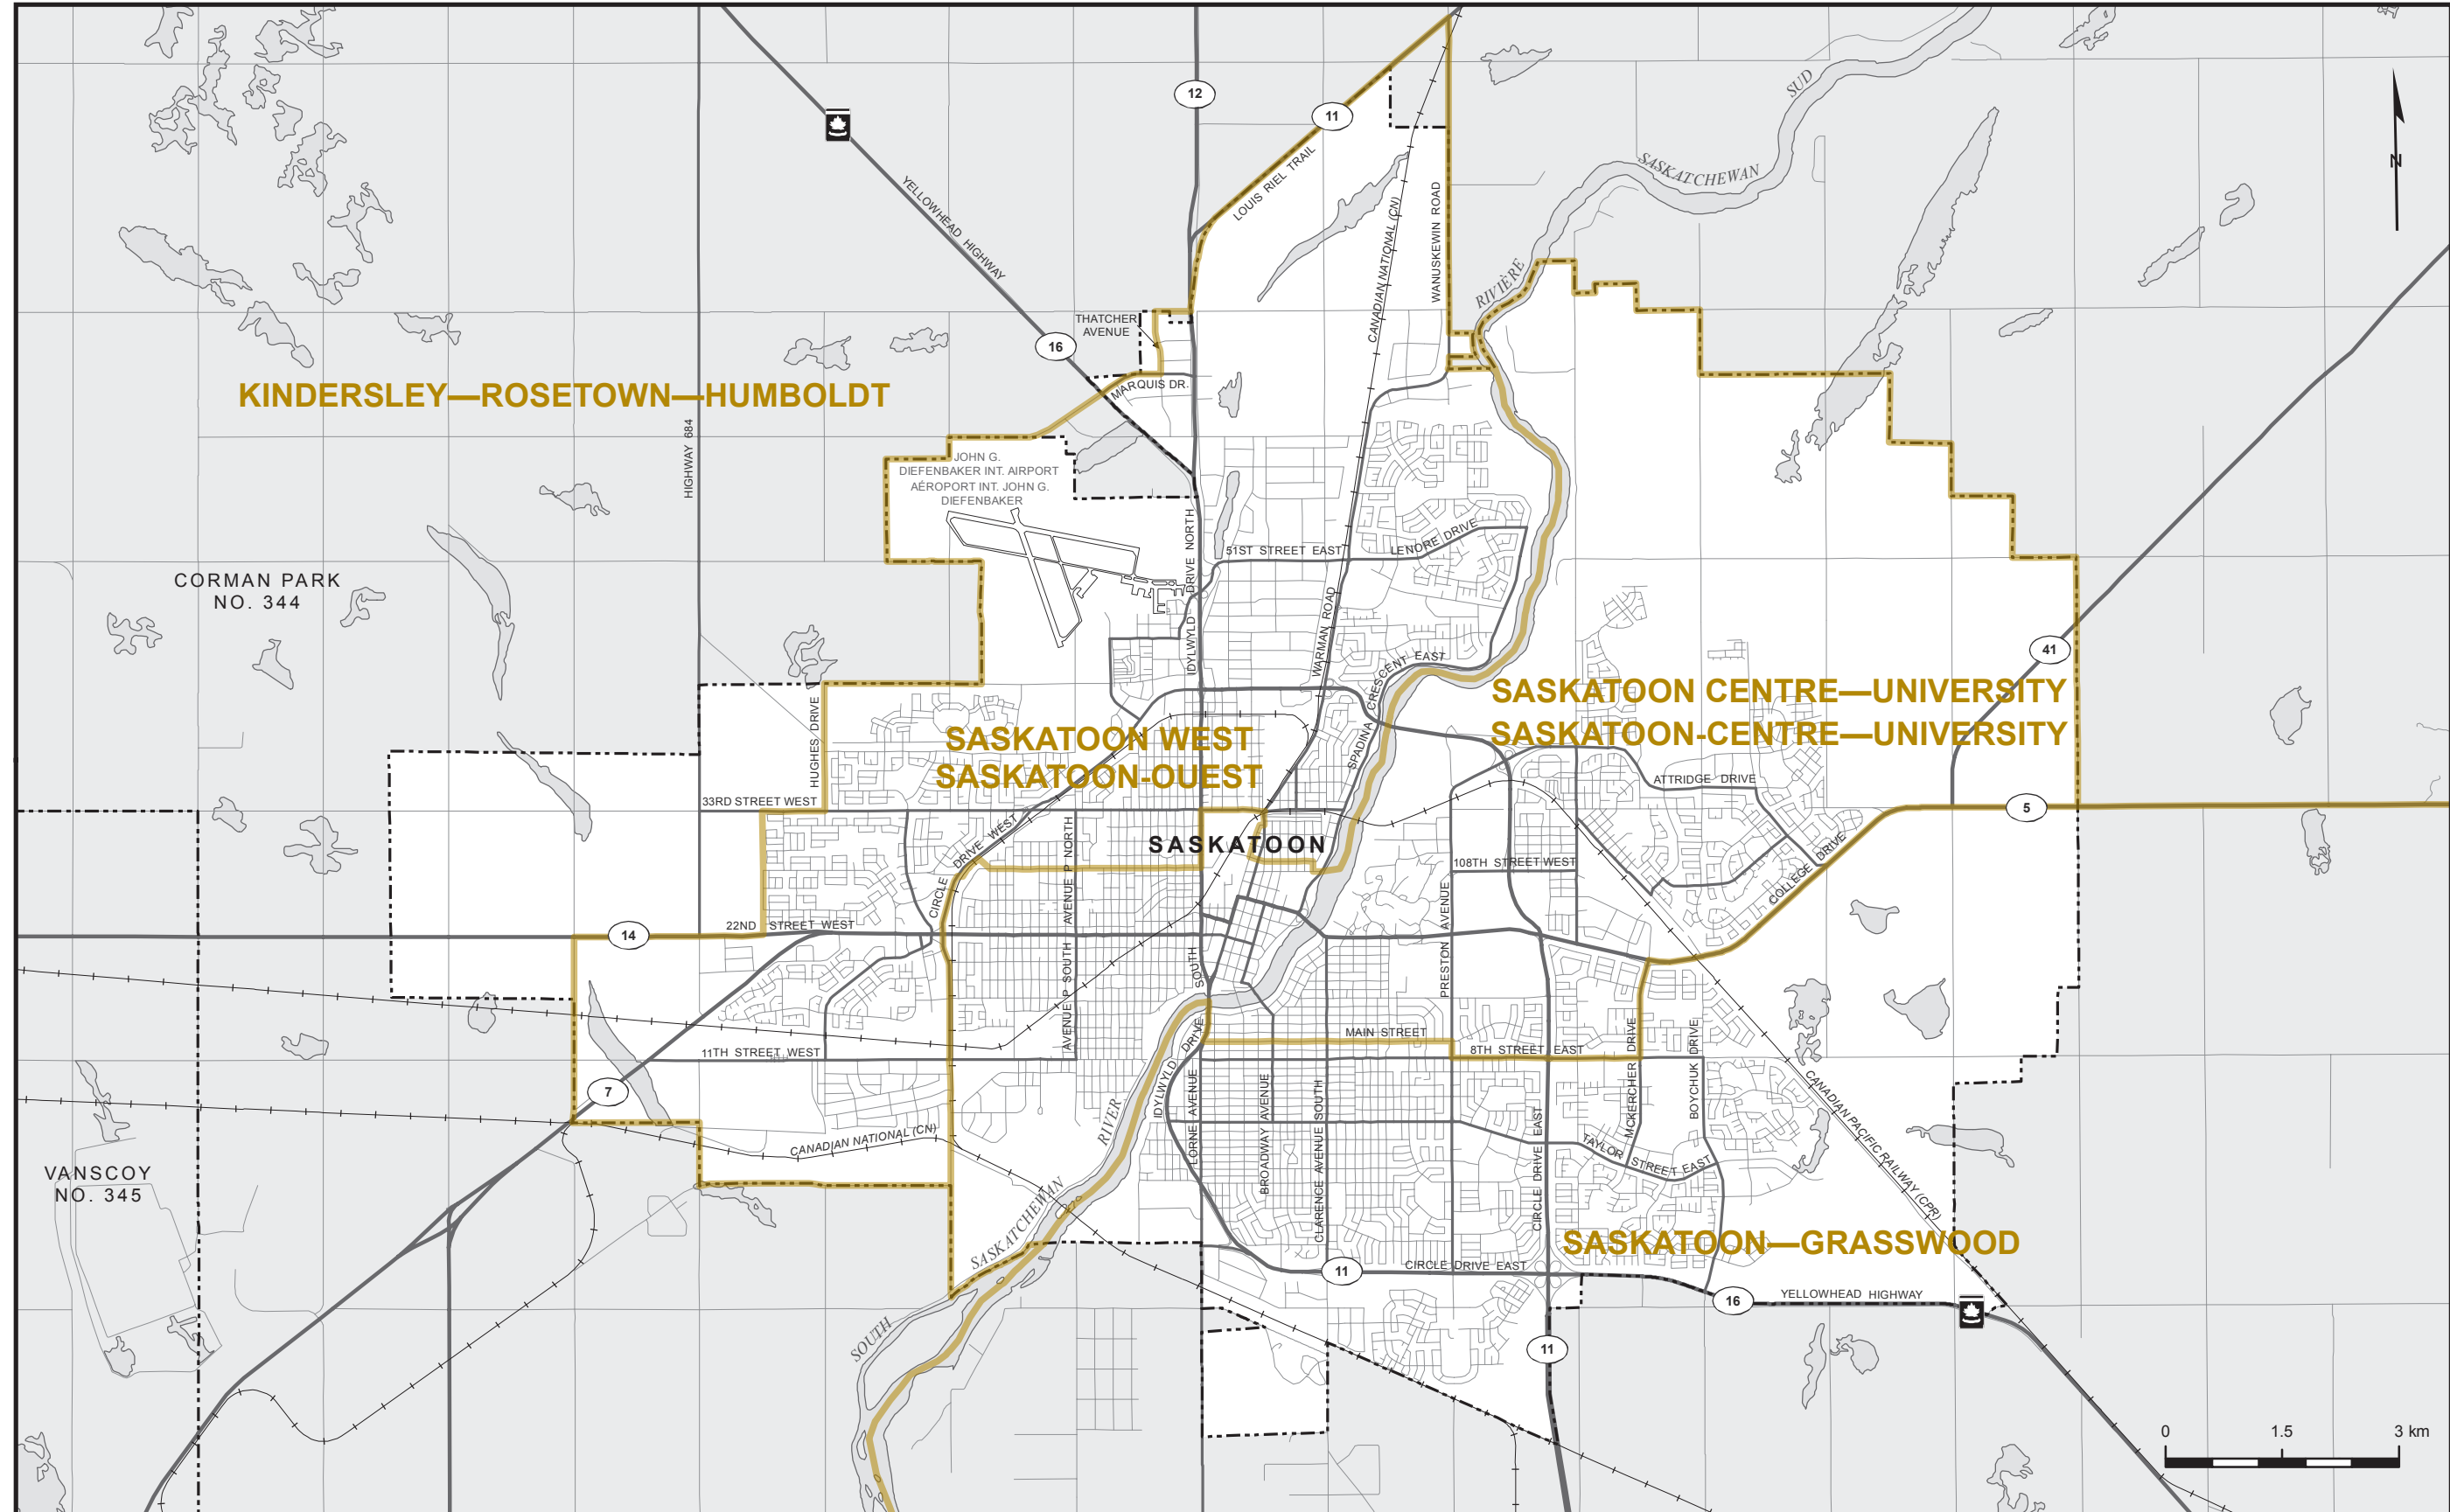 12
11
16
SUD
SASKATCHEWAN
RIVIÈRE
N
YELLOWHEAD HIGHWAY
LOUIS RIEL TRAIL
CANADIAN NATIONAL (CN)
WANUSKEWIN ROAD
THATCHER
AVENUE
MARQUIS DR.
KINDERSLEY—ROSETOWN—HUMBOLDT
HIGHWAY 684
JOHN G.
DIEFENBAKER INT. AIRPORT
AÉROPORT INT. JOHN G.
DIEFENBAKER
IDYLWYLD DRIVE NORTH
51ST STREET EAST
LENORE DRIVE
CORMAN PARK
NO. 344
WARMAN ROAD
SPADINA CRESCENT EAST
41
SASKATOON CENTRE—UNIVERSITY
SASKATOON-CENTRE—UNIVERSITY
SASKATOON WEST
SASKATOON-OUEST
HUGHES DRIVE
33RD STREET WEST
ATTRIDGE DRIVE
5
SASKATOON
CIRCLE DRIVE WEST
AVENUE P NORTH
108TH STREET WEST
COLLEGE DRIVE
PRESTON AVENUE
14
22ND STREET WEST
AVENUE P SOUTH
IDYLWYLD DRIVE SOUTH
MAIN STREET
8TH STREET EAST
MCKERCHER DRIVE
BOYCHUK DRIVE
11TH STREET WEST
7
CANADIAN NATIONAL (CN)
RIVER
SASKATCHEWAN
SOUTH
LORNE AVENUE
BROADWAY AVENUE
CLARENCE AVENUE SOUTH
CIRCLE DRIVE EAST
TAYLOR STREET EAST
CANADIAN PACIFIC RAILWAY (CPR)
VANSCOY
NO. 345
SASKATOON—GRASSWOOD
11
CIRCLE DRIVE EAST
16
YELLOWHEAD HIGHWAY
11
0 1.5 3 km